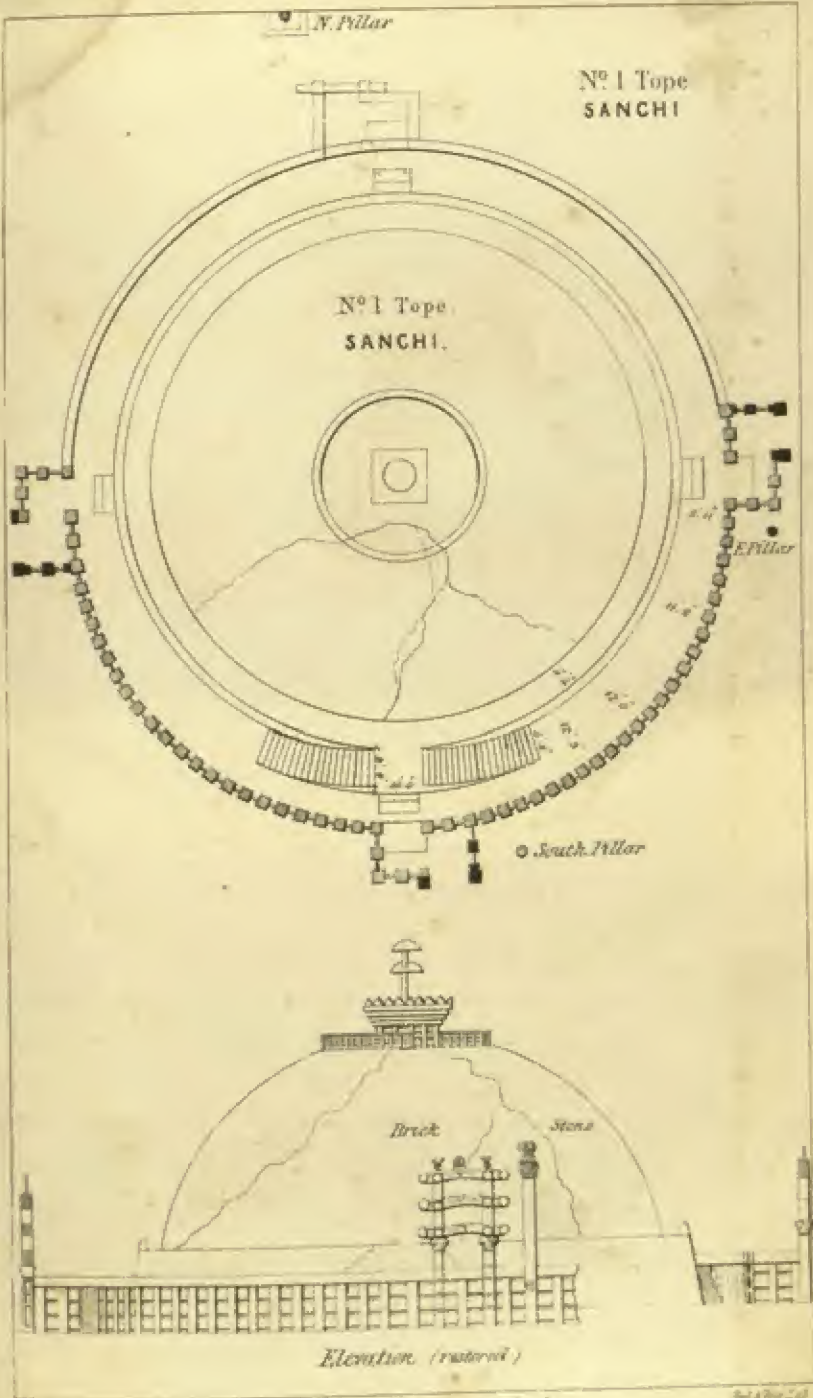 N. Pillar
Nº 1 Tope
SANCHI
Nº 1 Tope
SANCHI.
E. Pillar
South Pillar
Brick
Stone
Elevation (restored)